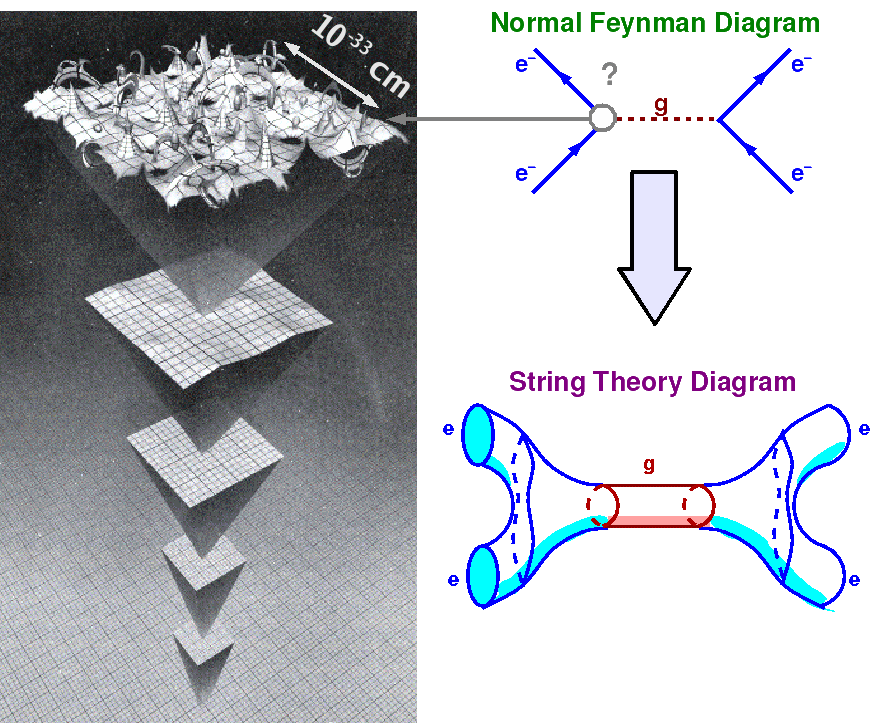 10⁻³³ cm
Normal Feynman Diagram
e⁻ ? e⁻
g
e⁻ e⁻
String Theory Diagram
e e
g
e e